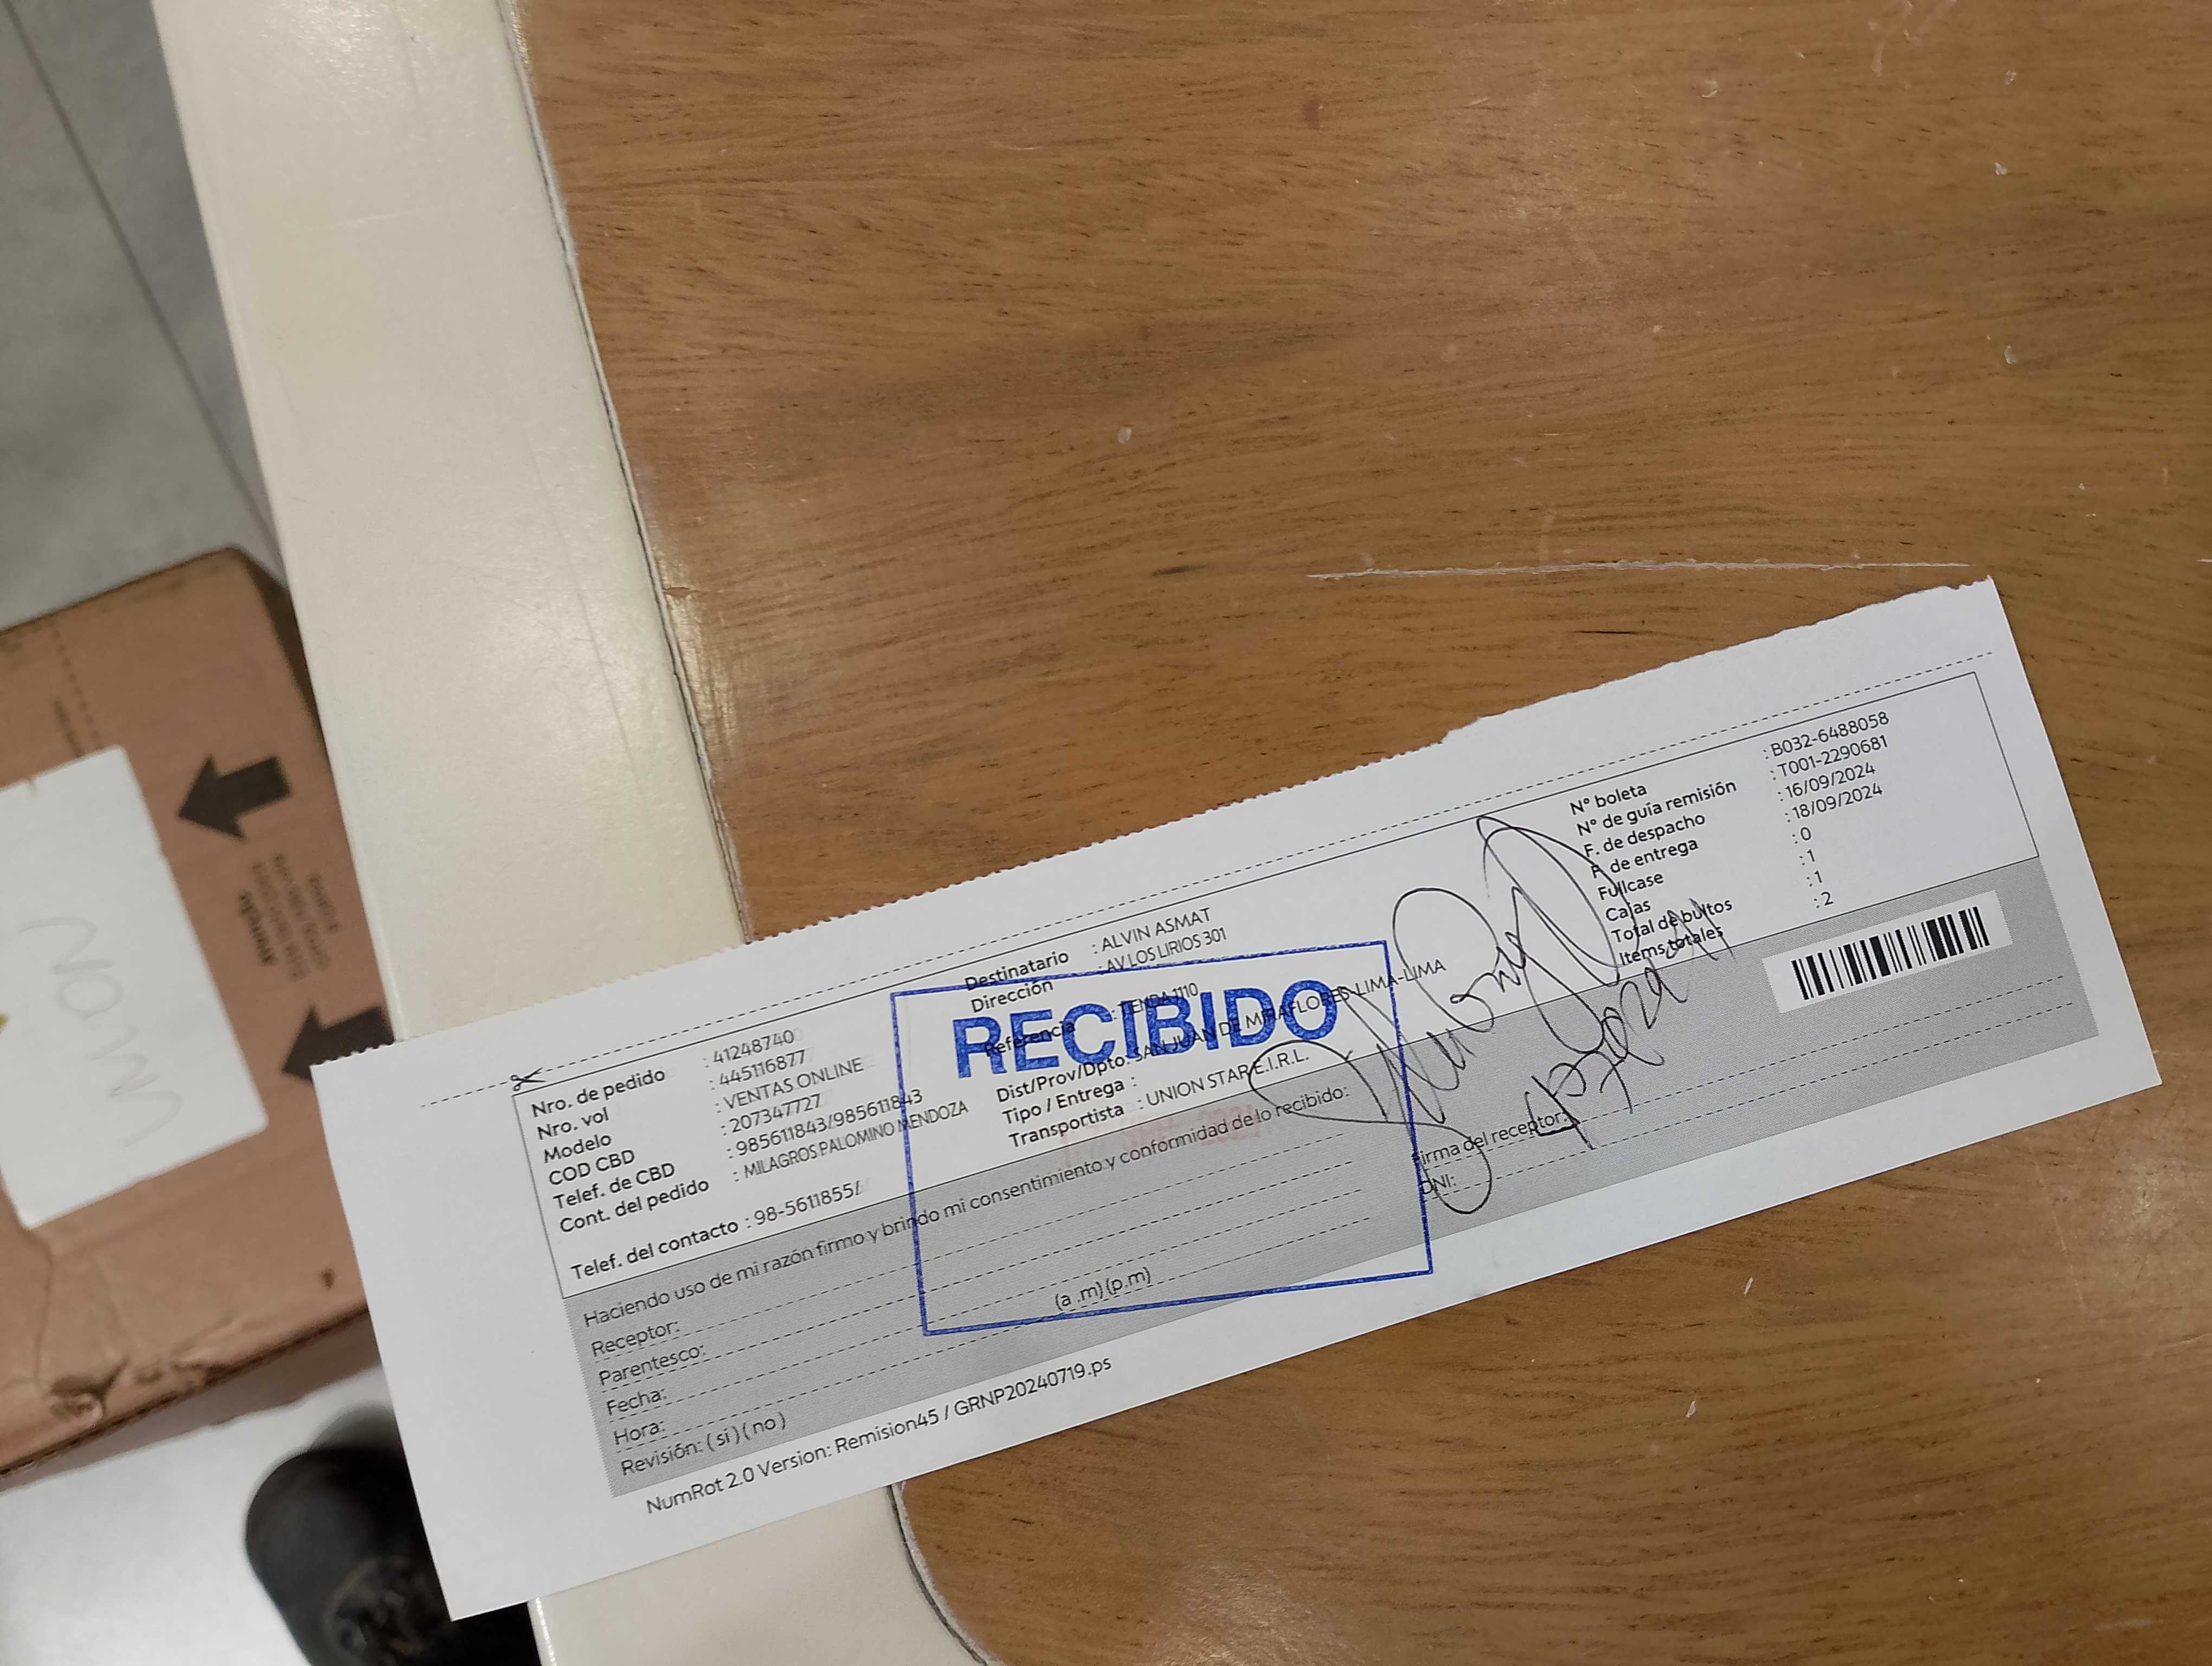 Nro. de pedido : 41248740
Nro. vol : 445116877
Modelo : VENTAS ONLINE
COD CBD : 207347727
Telef. de CBD : 985611843/985611843
Cont. del pedido : MILAGROS PALOMINO MENDOZA
Telef. del contacto : 98-5611855/
Destinatario : ALVIN ASMAT
Dirección : AV LOS LIRIOS 301
Referencia : TIENDA 1110
Dist/Prov/Dpto: SAN JUAN DE MIRAFLORES-LIMA-LIMA
Tipo / Entrega :
Transportista : UNION STAR E.I.R.L.
N° boleta : B032-6488058
N° de guía remisión : T001-2290681
F. de despacho : 16/09/2024
F. de entrega : 18/09/2024
Fullcase : 0
Cajas : 1
Total de bultos : 1
Items totales : 2
RECIBIDO
Haciendo uso de mi razón firmo y brindo mi consentimiento y conformidad de lo recibido:
Receptor:
Parentesco:
Fecha:
Hora: (a .m) (p.m)
Revisión: ( si ) ( no )
Firma del receptor:
DNI:
NumRot 2.0 Version: Remision45 / GRNP20240719.ps